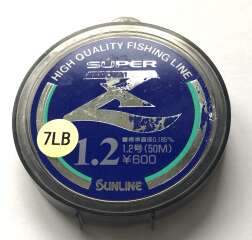 HIGH QUALITY FISHING LINE
SUPER
Z
7LB
1.2
標準直径0.185%
1.2号(50M)
¥600
SUNLINE